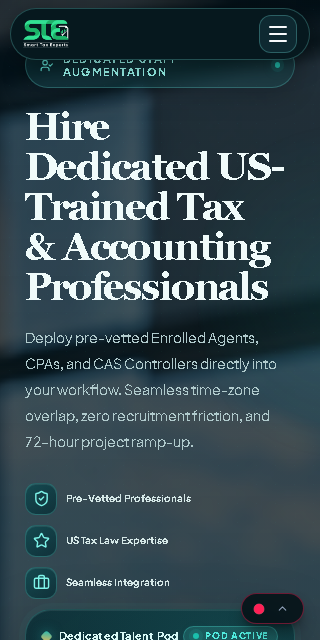 STE
Smart Tax Experts
DEDICATED STAFF
AUGMENTATION
Hire
Dedicated US-
Trained Tax
& Accounting
Professionals
Deploy pre-vetted Enrolled Agents,
CPAs, and CAS Controllers directly into
your workflow. Seamless time-zone
overlap, zero recruitment friction, and
72-hour project ramp-up.
Pre-Vetted Professionals
US Tax Law Expertise
Seamless Integration
Dedicated Talent Pod
POD ACTIVE